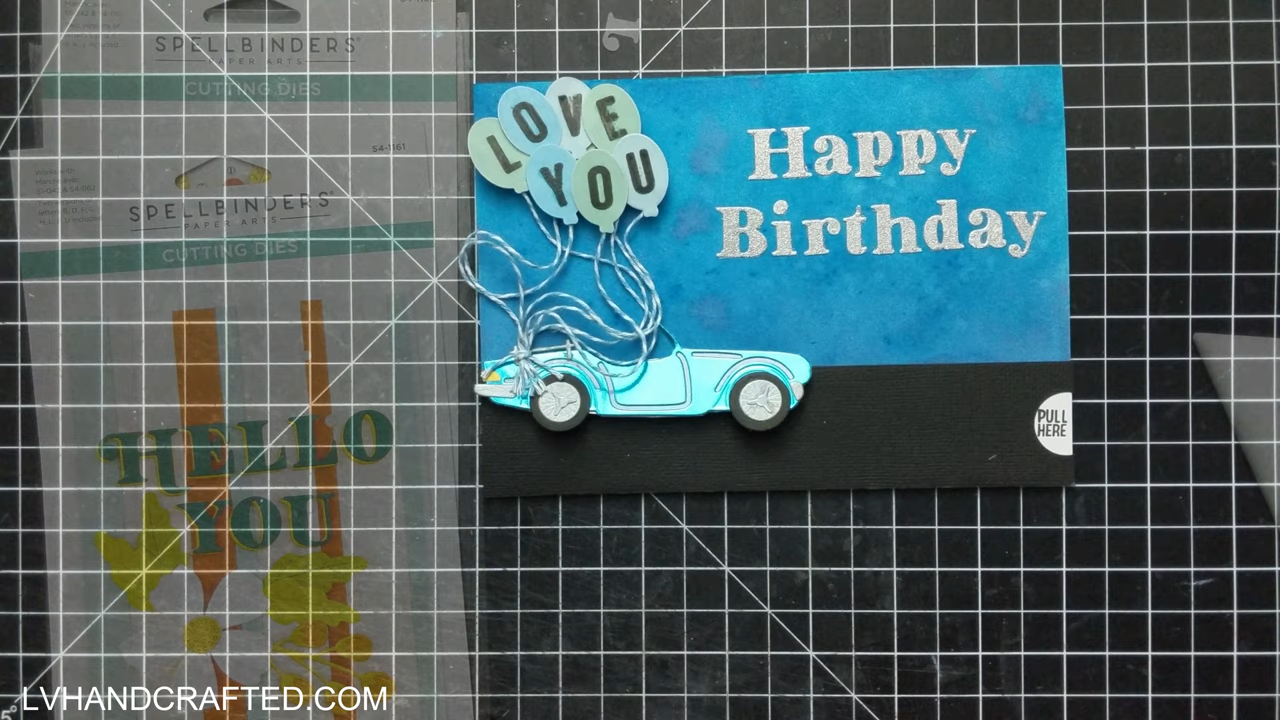 SPELLBINDERS
PAPER ARTS
CUTTING DIES
S4-1161
SPELLBINDERS
PAPER ARTS
CUTTING DIES
HELLO
YOU
LOVE
YOU
Happy
Birthday
PULL
HERE
LVHANDCRAFTED.COM